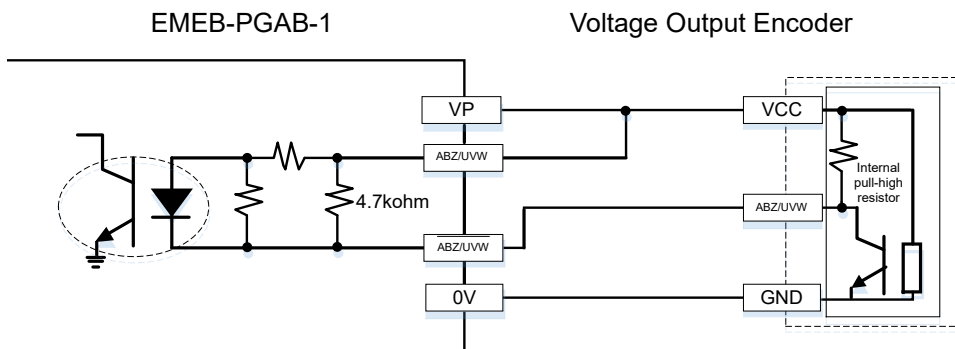 EMEB-PGAB-1
Voltage Output Encoder
VP
VCC
ABZ/UVW
4.7kohm
Internal
pull-high
resistor
ABZ/UVW
ABZ/UVW
0V
GND